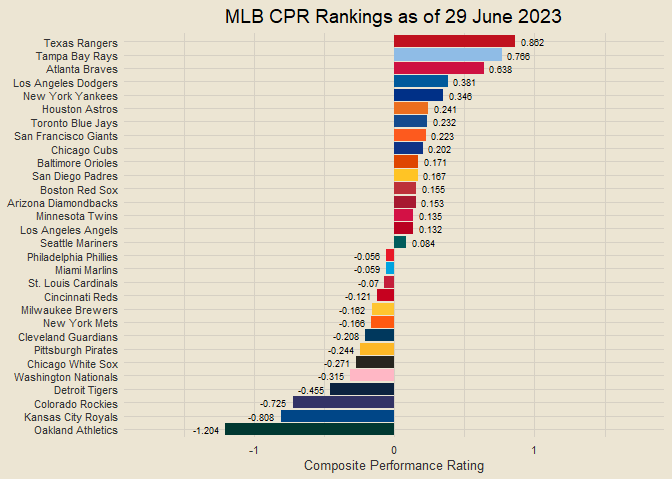 MLB CPR Rankings as of 29 June 2023
Texas Rangers 0.862
Tampa Bay Rays 0.766
Atlanta Braves 0.638
Los Angeles Dodgers 0.381
New York Yankees 0.346
Houston Astros 0.241
Toronto Blue Jays 0.232
San Francisco Giants 0.223
Chicago Cubs 0.202
Baltimore Orioles 0.171
San Diego Padres 0.167
Boston Red Sox 0.155
Arizona Diamondbacks 0.153
Minnesota Twins 0.135
Los Angeles Angels 0.132
Seattle Mariners 0.084
Philadelphia Phillies -0.056
Miami Marlins -0.059
St. Louis Cardinals -0.07
Cincinnati Reds -0.121
Milwaukee Brewers -0.162
New York Mets -0.166
Cleveland Guardians -0.208
Pittsburgh Pirates -0.244
Chicago White Sox -0.271
Washington Nationals -0.315
Detroit Tigers -0.455
Colorado Rockies -0.725
Kansas City Royals -0.808
Oakland Athletics -1.204
-1 0 1
Composite Performance Rating